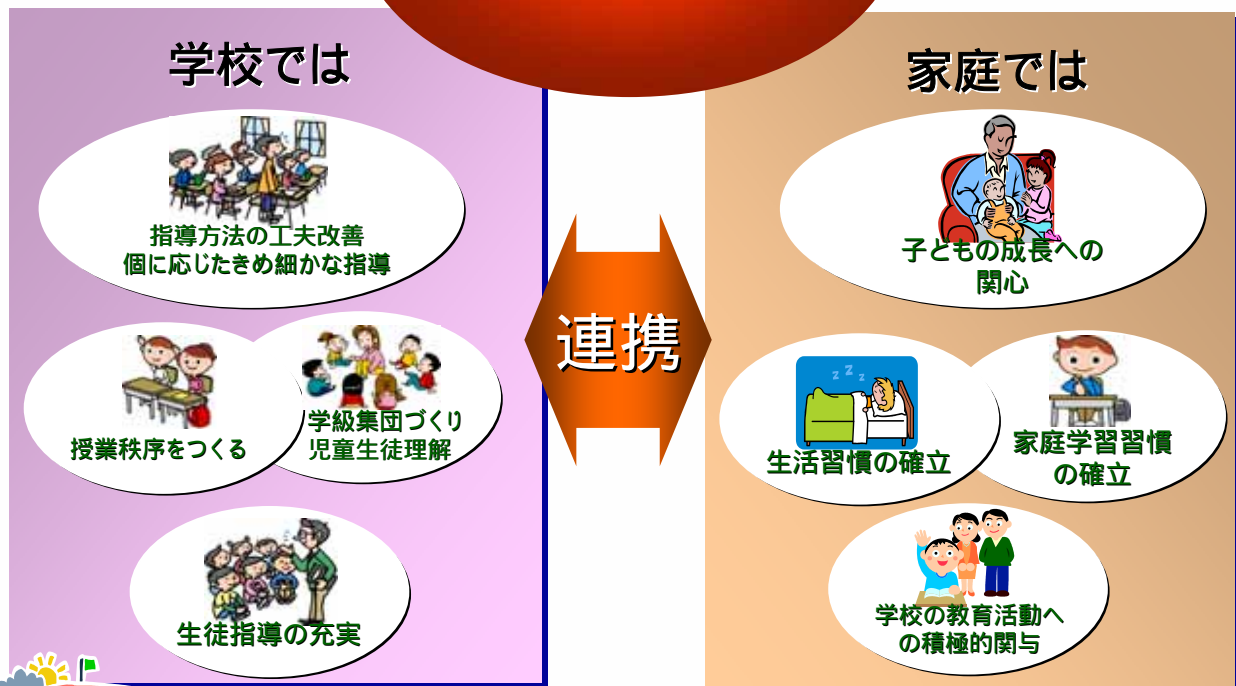 学校では
指導方法の工夫改善
個に応じたきめ細かな指導
授業秩序をつくる
学級集団づくり
児童生徒理解
生徒指導の充実
連携
家庭では
子どもの成長への
関心
生活習慣の確立
家庭学習習慣
の確立
学校の教育活動へ
の積極的関与